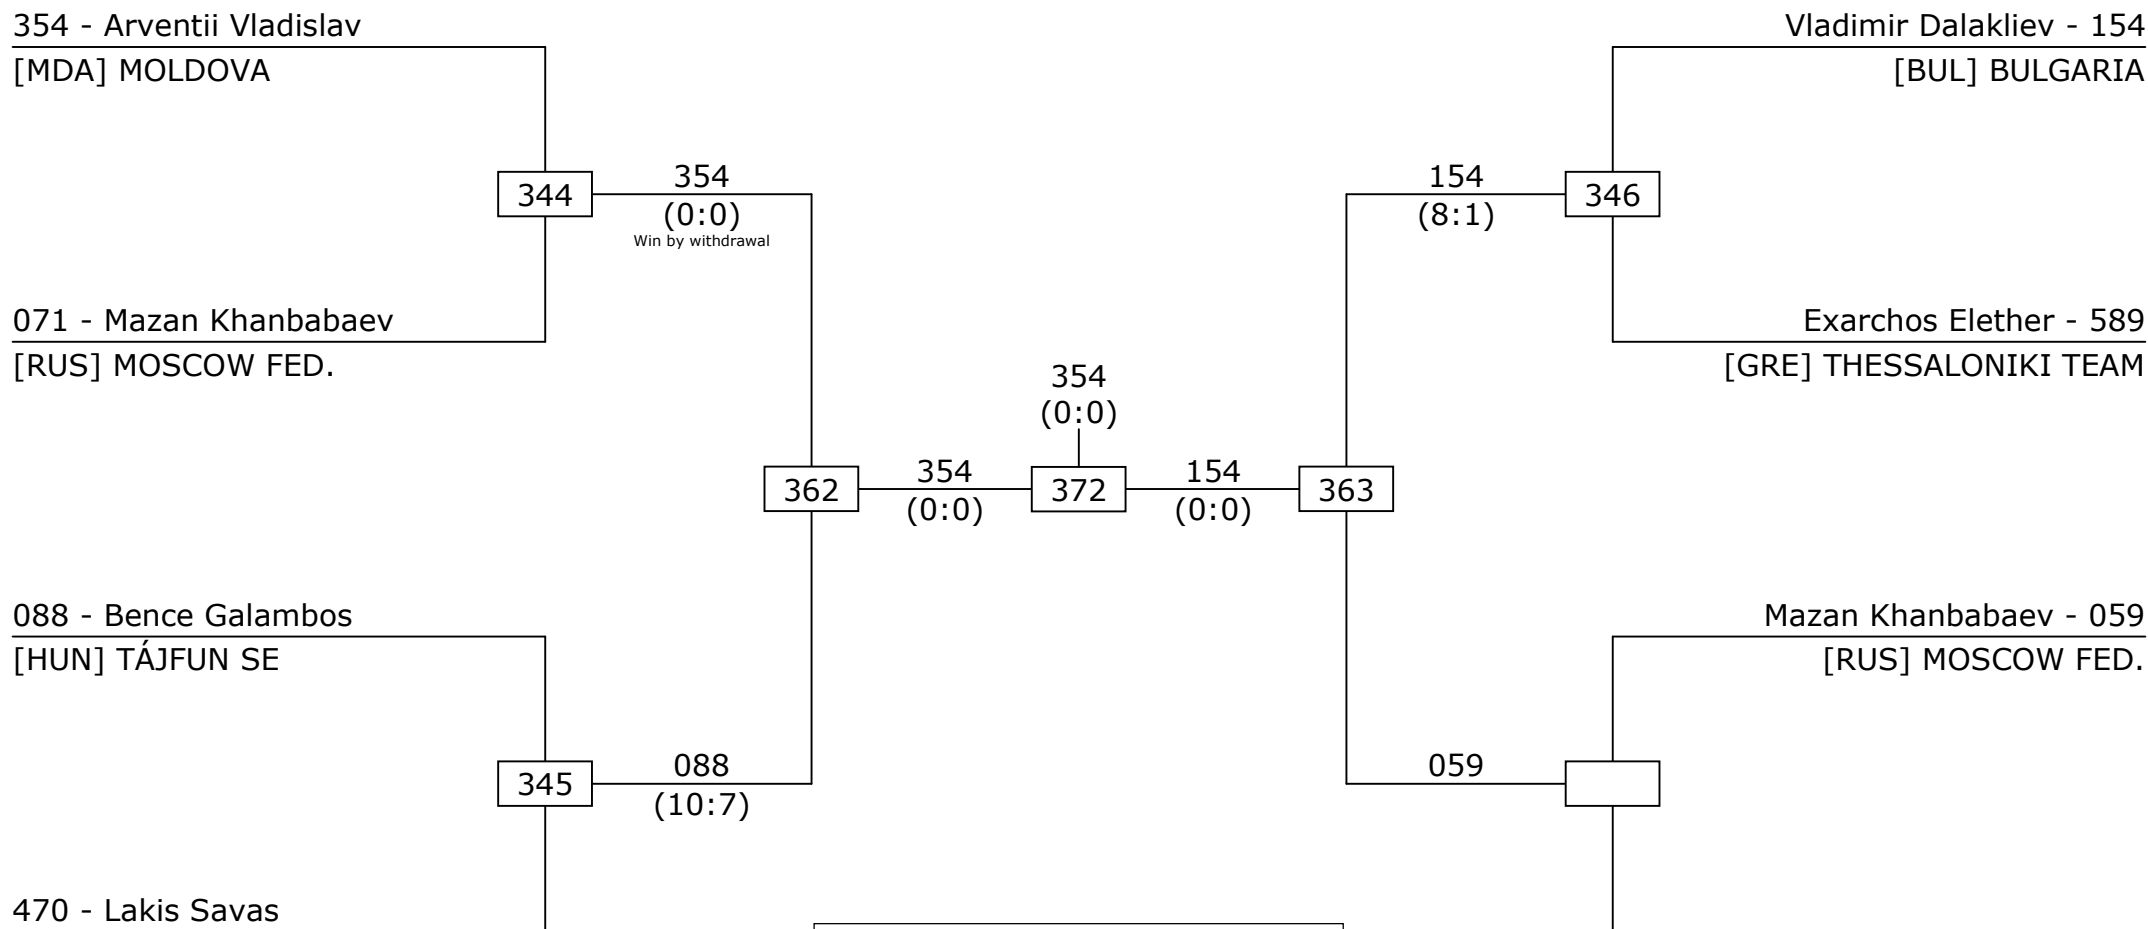 354 - Arventii Vladislav
[MDA] MOLDOVA
Vladimir Dalakliev - 154
[BUL] BULGARIA
344
354
(0:0)
Win by withdrawal
154
(8:1)
346
071 - Mazan Khanbabaev
[RUS] MOSCOW FED.
Exarchos Elether - 589
[GRE] THESSALONIKI TEAM
354
(0:0)
362
354
(0:0)
372
154
(0:0)
363
088 - Bence Galambos
[HUN] TÁJFUN SE
Mazan Khanbabaev - 059
[RUS] MOSCOW FED.
345
088
(10:7)
059
470 - Lakis Savas